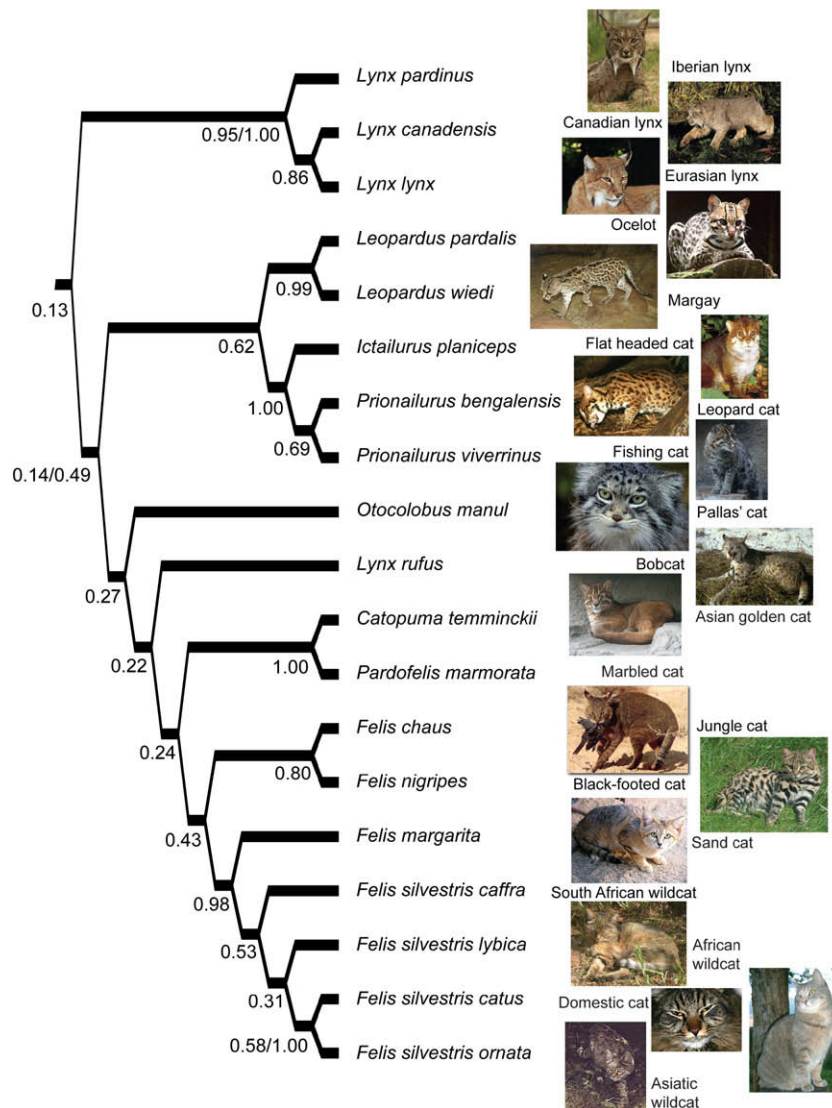 Lynx pardinus
Iberian lynx
Canadian lynx
0.95/1.00
Lynx canadensis
0.86
Lynx lynx
Eurasian lynx
Ocelot
Leopardus pardalis
0.99
Leopardus wiedi
Margay
0.13
0.62
Ictailurus planiceps
Flat headed cat
1.00
Prionailurus bengalensis
Leopard cat
0.69
Prionailurus viverrinus
Fishing cat
0.14/0.49
Pallas' cat
Otocolobus manul
Bobcat
Lynx rufus
0.27
Asian golden cat
Catopuma temminckii
0.22
1.00
Pardofelis marmorata
Marbled cat
Felis chaus
Jungle cat
0.24
0.80
Felis nigripes
Black-footed cat
0.43
Felis margarita
Sand cat
0.98
Felis silvestris caffra
South African wildcat
0.53
Felis silvestris lybica
African
wildcat
0.31
Felis silvestris catus
Domestic cat
0.58/1.00
Felis silvestris ornata
Asiatic
wildcat